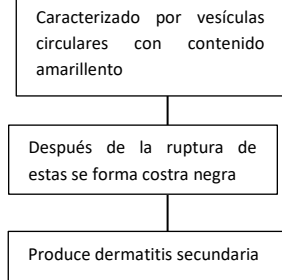 Caracterizado por vesículas
circulares con contenido
amarillento
Después de la ruptura de
estas se forma costra negra
Produce dermatitis secundaria